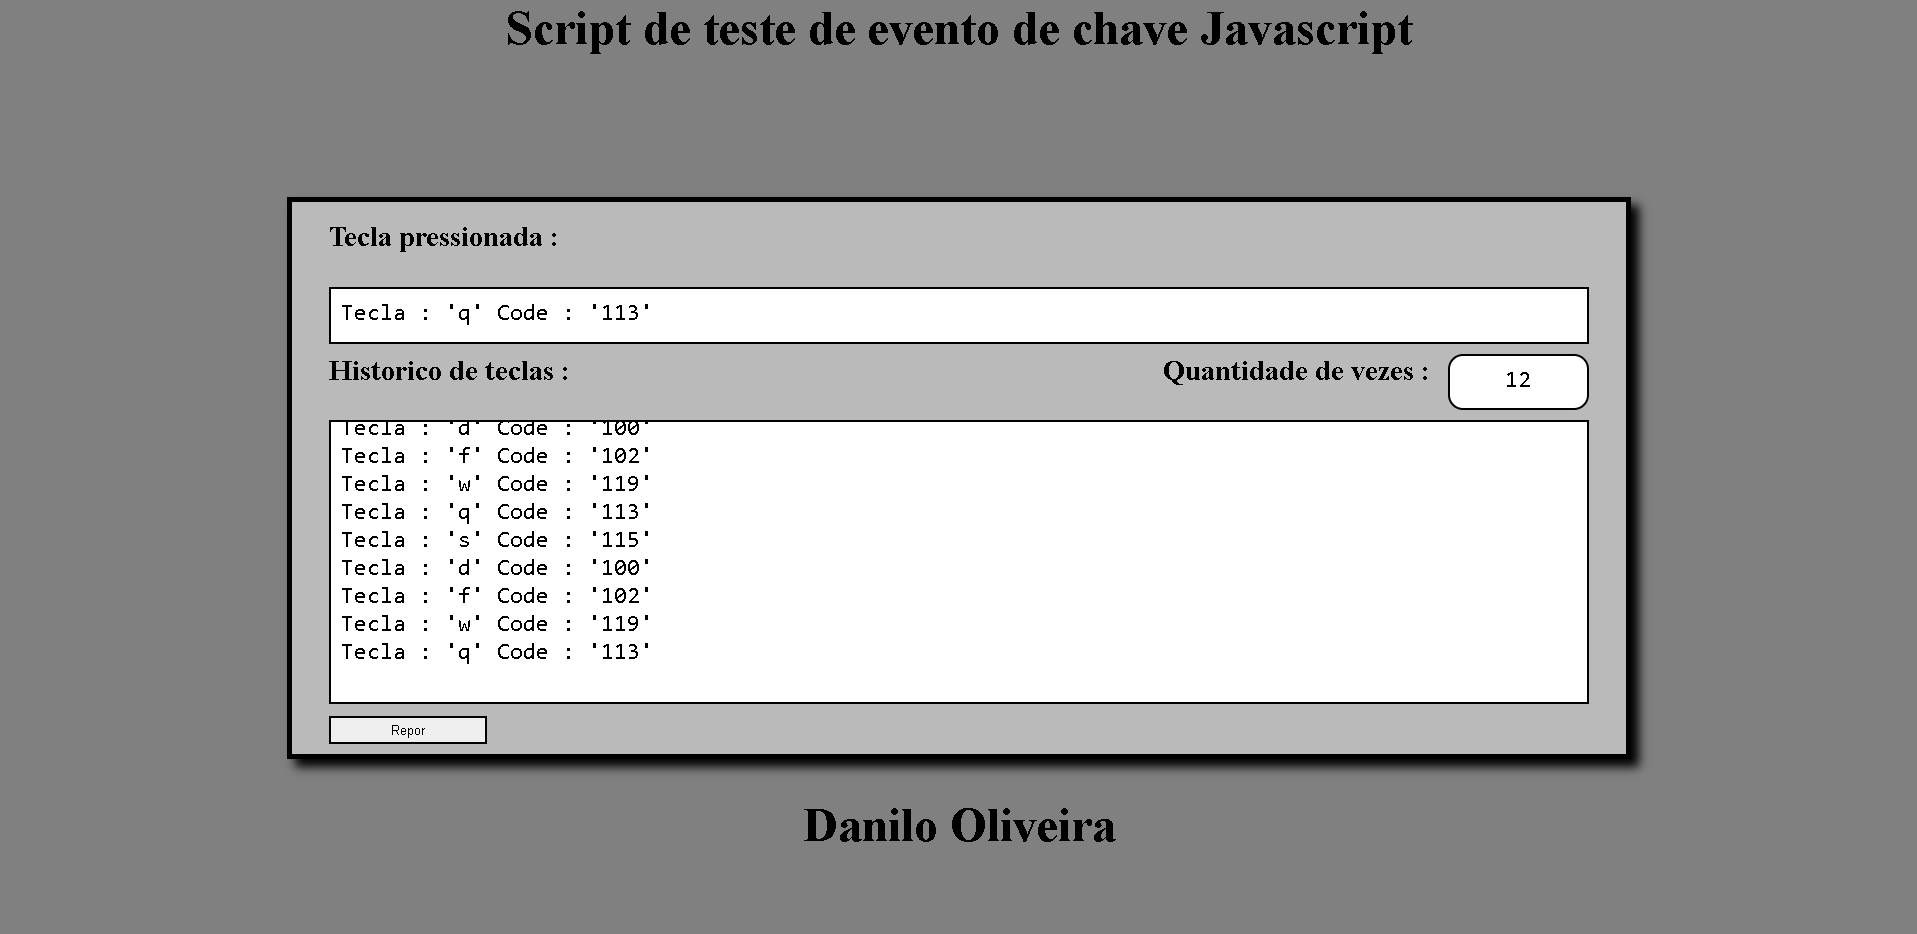 Script de teste de evento de chave Javascript
Tecla pressionada :
Tecla : 'q' Code : '113'
Historico de teclas :
Quantidade de vezes :
12
Tecla : 'd' Code : '100'
Tecla : 'f' Code : '102'
Tecla : 'w' Code : '119'
Tecla : 'q' Code : '113'
Tecla : 's' Code : '115'
Tecla : 'd' Code : '100'
Tecla : 'f' Code : '102'
Tecla : 'w' Code : '119'
Tecla : 'q' Code : '113'
Repor
Danilo Oliveira